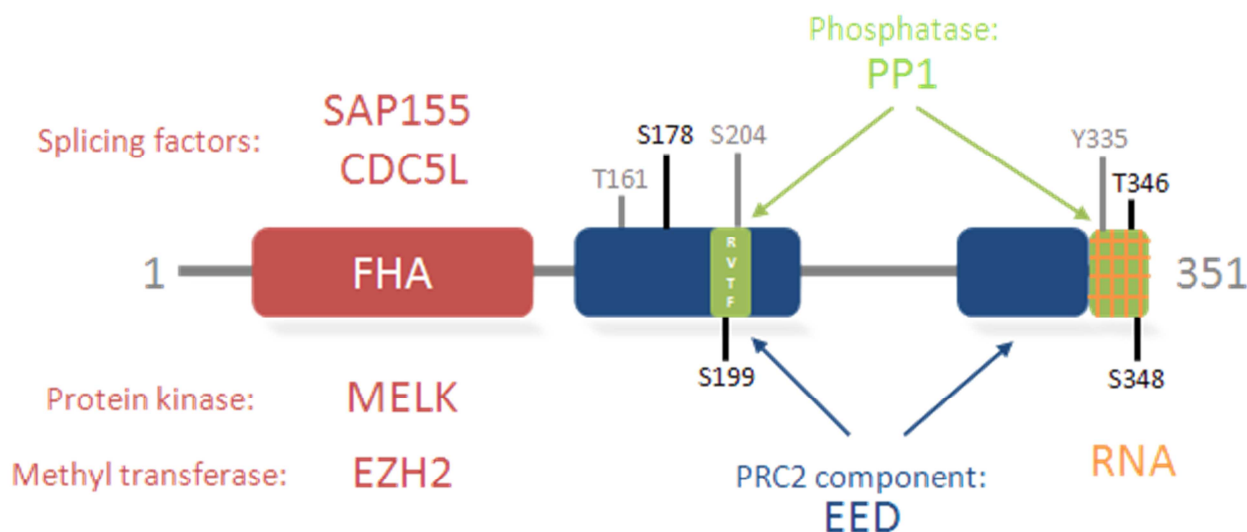 Phosphatase:
PP1
Splicing factors:
SAP155
CDC5L
T161
S178
S204
Y335
T346
1
FHA
R
V
T
F
351
S199
S348
Protein kinase:
MELK
Methyl transferase:
EZH2
PRC2 component:
EED
RNA